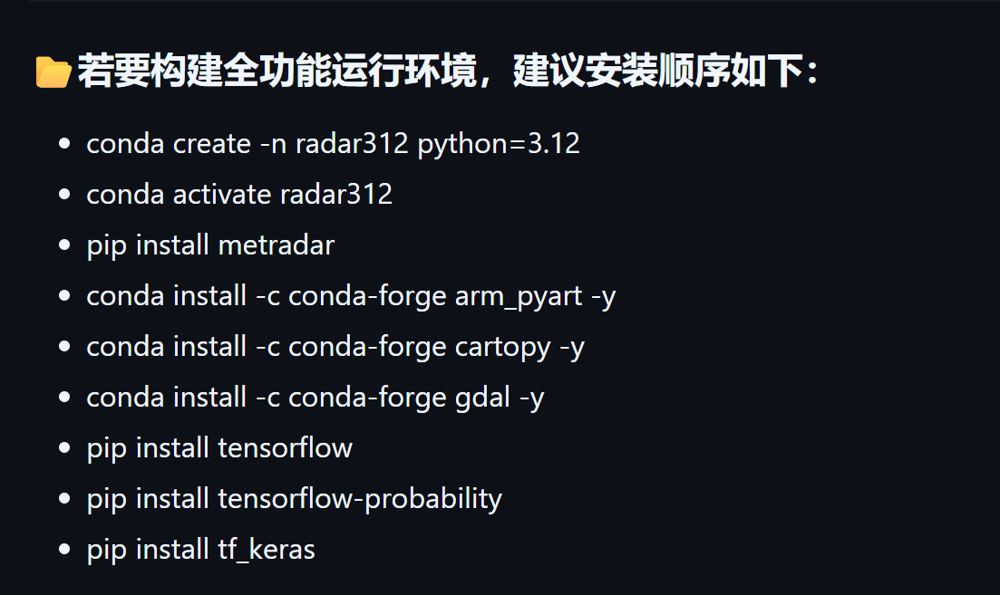 若要构建全功能运行环境，建议安装顺序如下：
conda create -n radar312 python=3.12
conda activate radar312
pip install metradar
conda install -c conda-forge arm_pyart -y
conda install -c conda-forge cartopy -y
conda install -c conda-forge gdal -y
pip install tensorflow
pip install tensorflow-probability
pip install tf_keras